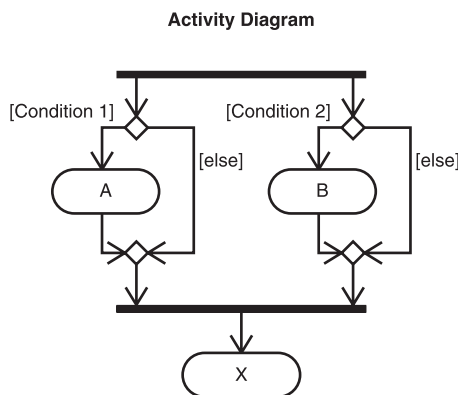 Activity Diagram
[Condition 1]
[Condition 2]
[else]
[else]
A
B
X